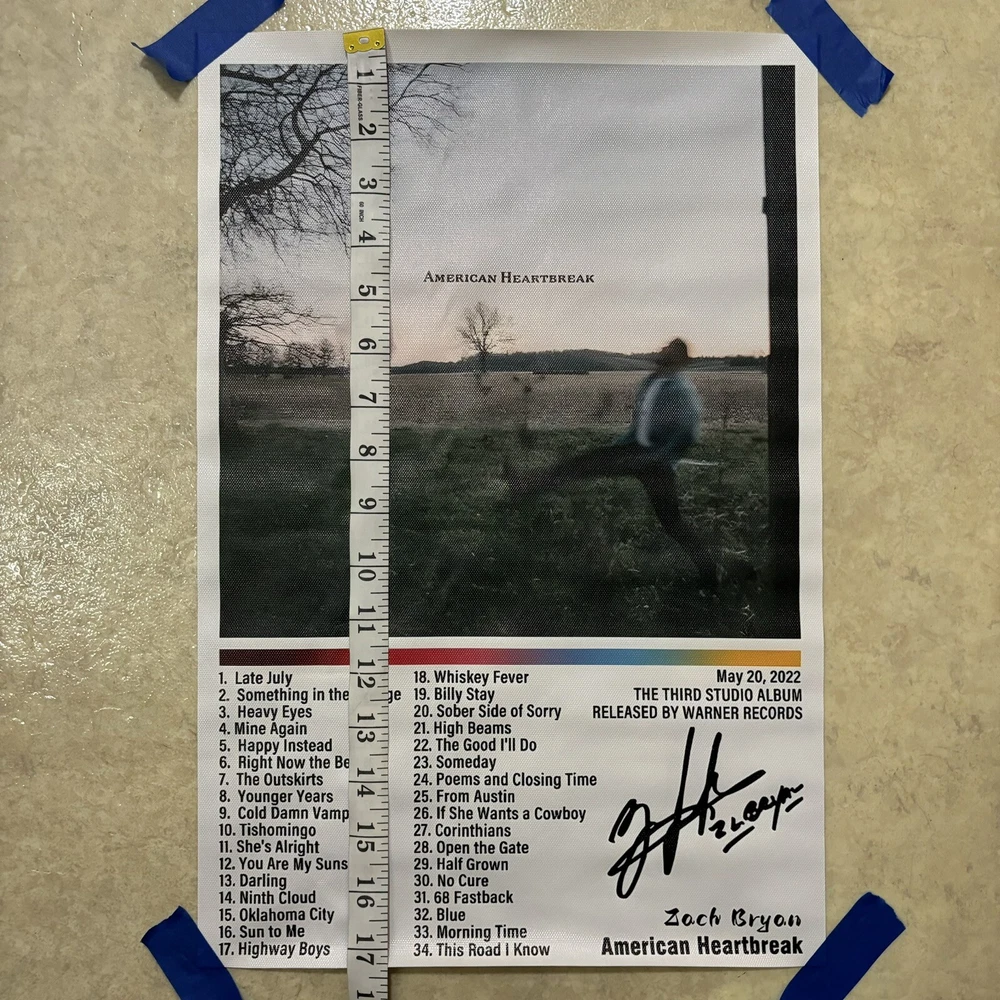 FIBER-GLASS
60 INCH
1
2
3
4
5
6
7
8
9
10
11
12
13
14
15
16
17
AMERICAN HEARTBREAK
1. Late July
2. Something in the ge
3. Heavy Eyes
4. Mine Again
5. Happy Instead
6. Right Now the Be
7. The Outskirts
8. Younger Years
9. Cold Damn Vamp
10. Tishomingo
11. She's Alright
12. You Are My Suns
13. Darling
14. Ninth Cloud
15. Oklahoma City
16. Sun to Me
17. Highway Boys
18. Whiskey Fever
19. Billy Stay
20. Sober Side of Sorry
21. High Beams
22. The Good I'll Do
23. Someday
24. Poems and Closing Time
25. From Austin
26. If She Wants a Cowboy
27. Corinthians
28. Open the Gate
29. Half Grown
30. No Cure
31. 68 Fastback
32. Blue
33. Morning Time
34. This Road I Know
May 20, 2022
THE THIRD STUDIO ALBUM
RELEASED BY WARNER RECORDS
Zach Bryan
American Heartbreak